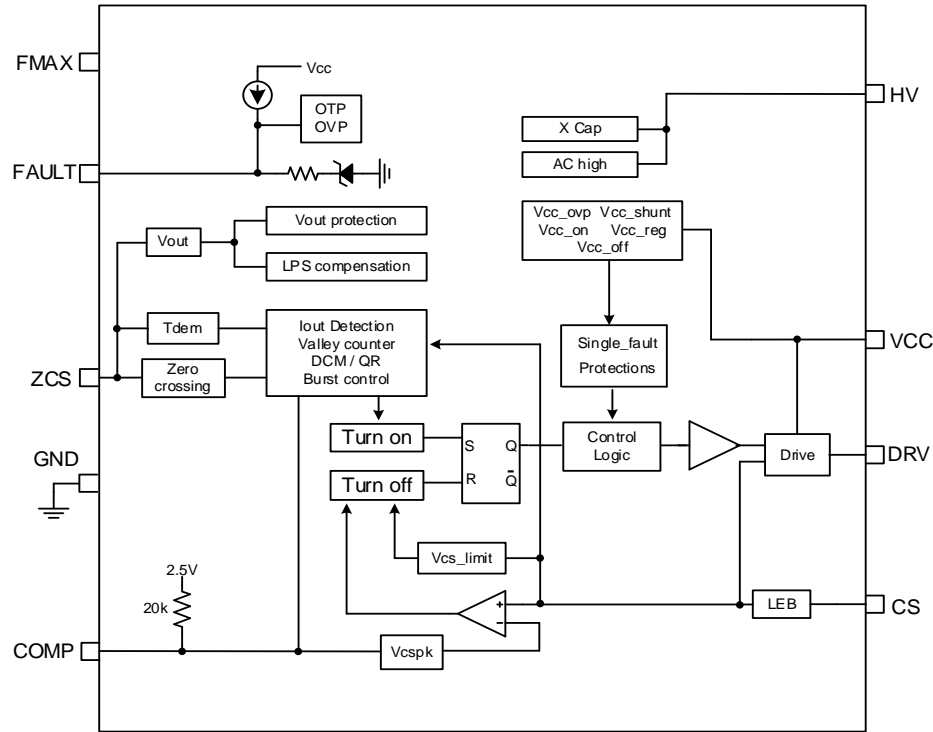 FMAX
Vcc
OTP
OVP
FAULT
HV
X Cap
AC high
Vcc_ovp Vcc_shunt
Vcc_on Vcc_reg
Vcc_off
Vout
Vout protection
LPS compensation
Tdem
Zero
crossing
ZCS
Iout Detection
Valley counter
DCM / QR
Burst control
Single_fault
Protections
VCC
GND
Turn on
Turn off
S Q
R Q̅
Control
Logic
Drive
DRV
Vcs_limit
2.5V
20k
+
−
LEB
CS
COMP
Vcspk